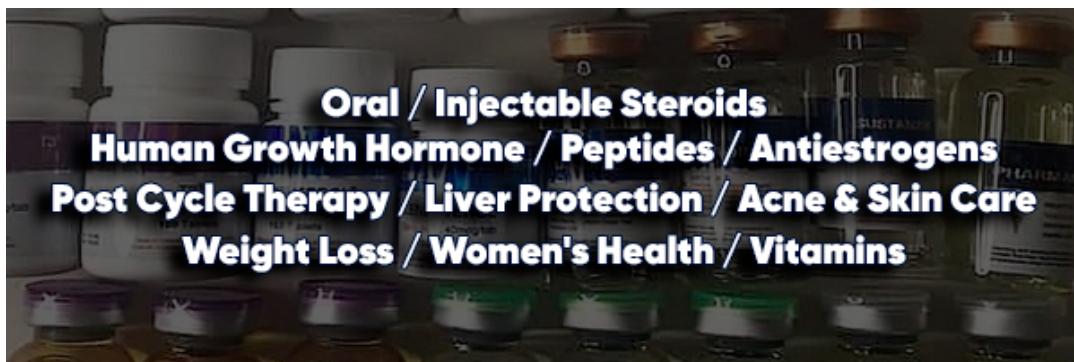 Oral / Injectable Steroids
Human Growth Hormone / Peptides / Antiestrogens
Post Cycle Therapy / Liver Protection / Acne & Skin Care
Weight Loss / Women's Health / Vitamins